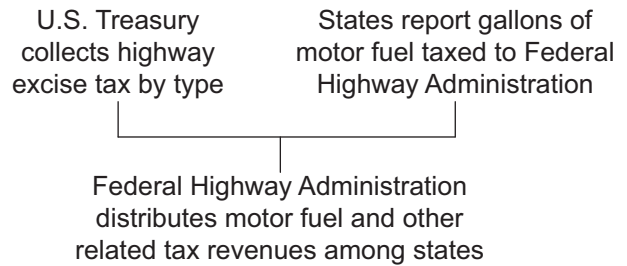 U.S. Treasury
collects highway
excise tax by type
States report gallons of
motor fuel taxed to Federal
Highway Administration
Federal Highway Administration
distributes motor fuel and other
related tax revenues among states